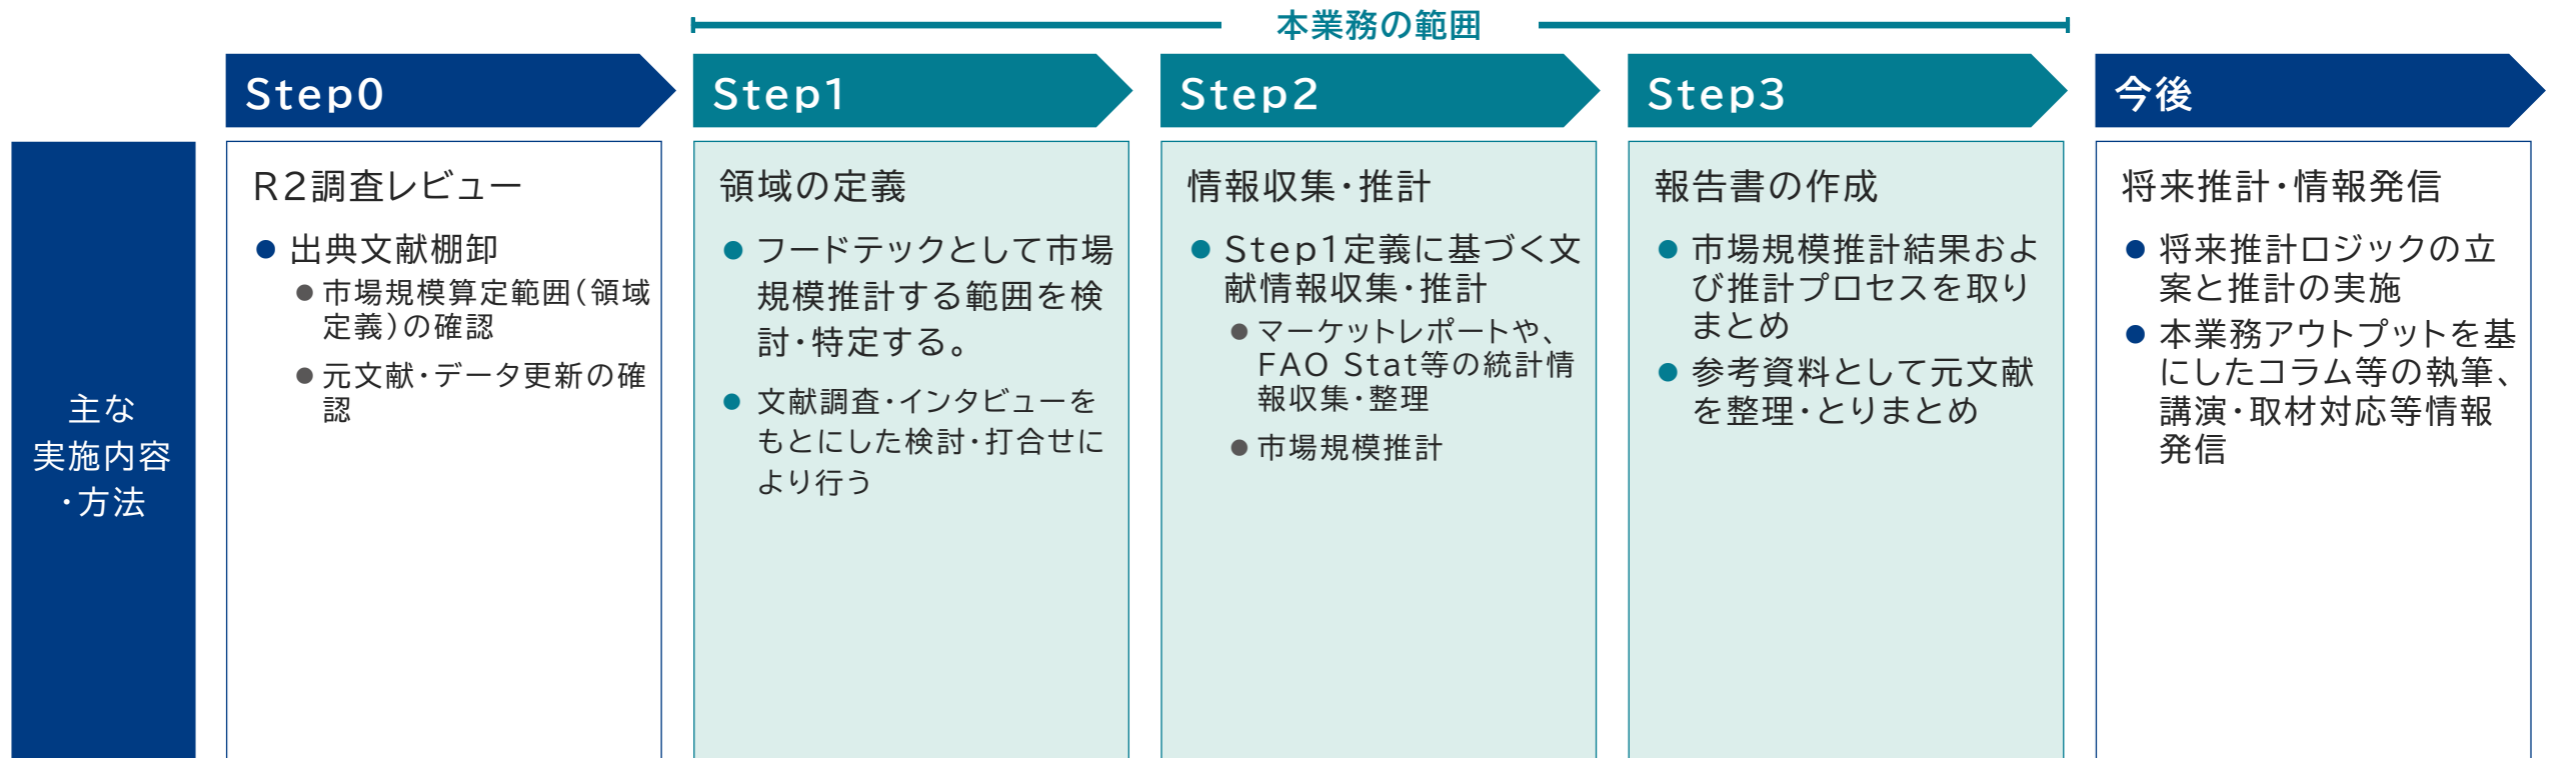 本業務の範囲
Step0
Step1
Step2
Step3
今後
主な
実施内容
・方法
R2調査レビュー
● 出典文献棚卸
● 市場規模算定範囲(領域
定義)の確認
● 元文献・データ更新の確
認
領域の定義
● フードテックとして市場
規模推計する範囲を検
討・特定する。
● 文献調査・インタビューを
もとにした検討・打合せに
より行う
情報収集・推計
● Step1定義に基づく文
献情報収集・推計
● マーケットレポートや、
FAO Stat等の統計情
報収集・整理
● 市場規模推計
報告書の作成
● 市場規模推計結果およ
び推計プロセスを取り
まとめ
● 参考資料として元文献
を整理・とりまとめ
将来推計・情報発信
● 将来推計ロジックの立
案と推計の実施
● 本業務アウトプットを基
にしたコラム等の執筆、
講演・取材対応等情報
発信